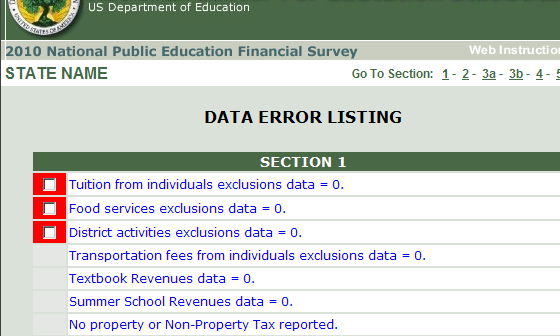 US Department of Education
2010 National Public Education Financial Survey
Web Instructio
STATE NAME
Go To Section: 1 - 2 - 3a - 3b - 4 - 5
DATA ERROR LISTING
SECTION 1
Tuition from individuals exclusions data = 0.
Food services exclusions data = 0.
District activities exclusions data = 0.
Transportation fees from individuals exclusions data = 0.
Textbook Revenues data = 0.
Summer School Revenues data = 0.
No property or Non-Property Tax reported.